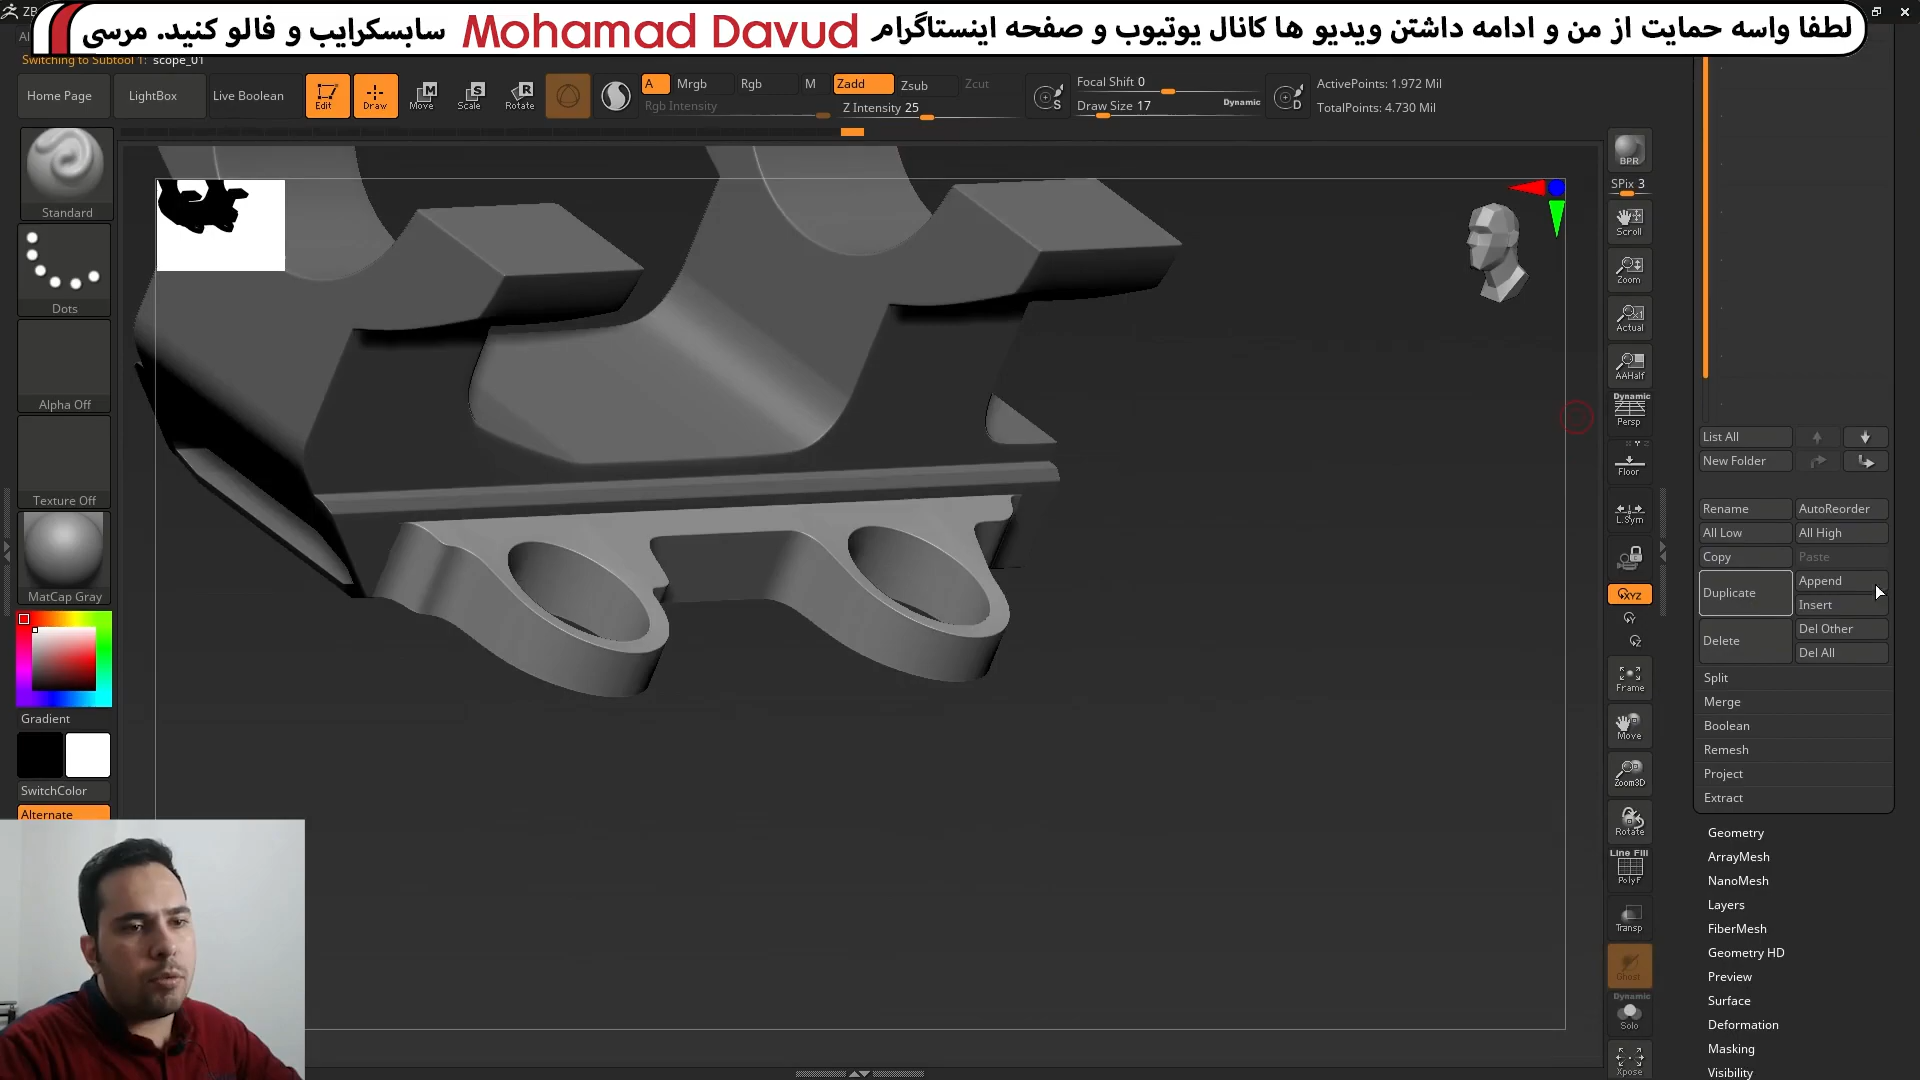 ZB
لطفا واسه حمایت از من و ادامه داشتن ویدیو ها کانال یوتیوب و صفحه اینستاگرام Mohamad Davud سابسکرایب و فالو کنید. مرسی
Al
Switching to Subtool 1: scope_01
Home Page
LightBox
Live Boolean
Edit
Draw
Move
Scale
Rotate
A
Mrgb
Rgb
M
Rgb Intensity
Zadd
Zsub
Zcut
Z Intensity 25
Focal Shift 0
Draw Size 17
Dynamic
ActivePoints: 1.972 Mil
TotalPoints: 4.730 Mil
Standard
Dots
Alpha Off
Texture Off
MatCap Gray
Gradient
SwitchColor
Alternate
BPR
SPix 3
Scroll
Zoom
Actual
AAHalf
Dynamic
Persp
Floor
L.Sym
XYZ
Y
Z
Frame
Move
Zoom3D
Rotate
Line Fill
PolyF
Transp
Ghost
Dynamic
Solo
Xpose
List All
New Folder
Rename
AutoReorder
All Low
All High
Copy
Paste
Duplicate
Append
Insert
Delete
Del Other
Del All
Split
Merge
Boolean
Remesh
Project
Extract
Geometry
ArrayMesh
NanoMesh
Layers
FiberMesh
Geometry HD
Preview
Surface
Deformation
Masking
Visibility